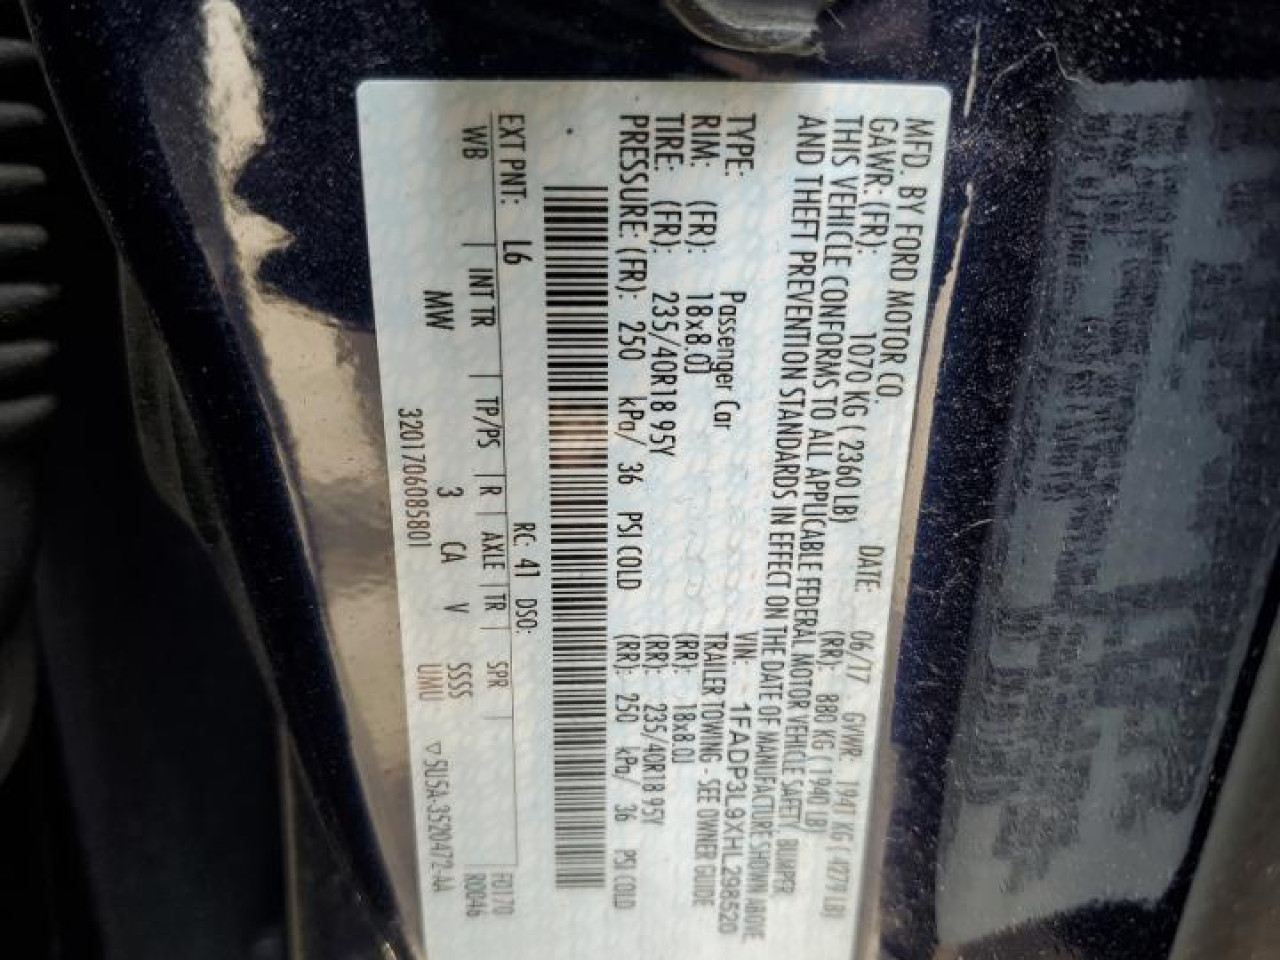 MFD. BY FORD MOTOR CO.
DATE: 06/17 GVWR: 1941 KG ( 4279 LB)
GAWR: (FR): 1070 KG ( 2360 LB) (RR): 880 KG ( 1940 LB)
THIS VEHICLE CONFORMS TO ALL APPLICABLE FEDERAL MOTOR VEHICLE SAFETY, BUMPER,
AND THEFT PREVENTION STANDARDS IN EFFECT ON THE DATE OF MANUFACTURE SHOWN ABOVE
VIN: 1FADP3L9XHL298520
TYPE: Passenger Car TRAILER TOWING - SEE OWNER GUIDE
RIM: (FR): 18x8.0J (RR): 18x8.0J
TIRE: (FR): 235/40R18 95Y (RR): 235/40R18 95Y
PRESSURE: (FR): 250 kPa/ 36 PSI COLD (RR): 250 kPa/ 36 PSI COLD
EXT PNT: L6 RC: 41 DSO: F0170
WB INT TR TP/PS R AXLE TR SPR R0046
MW 3 CA V SSSS
3201706085801 UMU ▽5U5A-3520472-AA